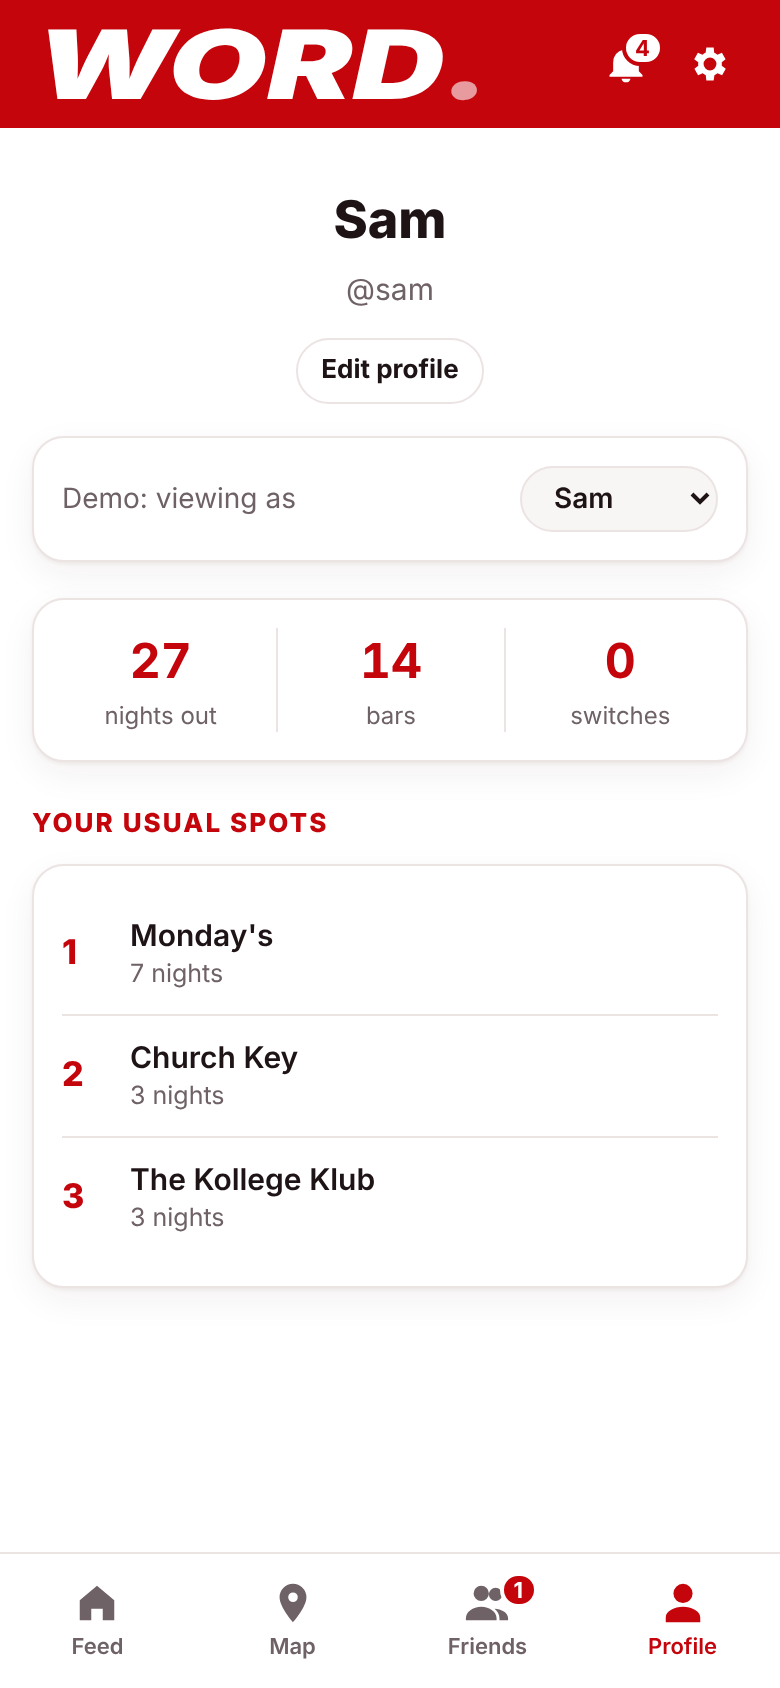 WORD.
4
Sam
@sam
Edit profile
Demo: viewing as
Sam
27
nights out
14
bars
0
switches
YOUR USUAL SPOTS
1
Monday's
7 nights
2
Church Key
3 nights
3
The Kollege Klub
3 nights
Feed
Map
1
Friends
Profile